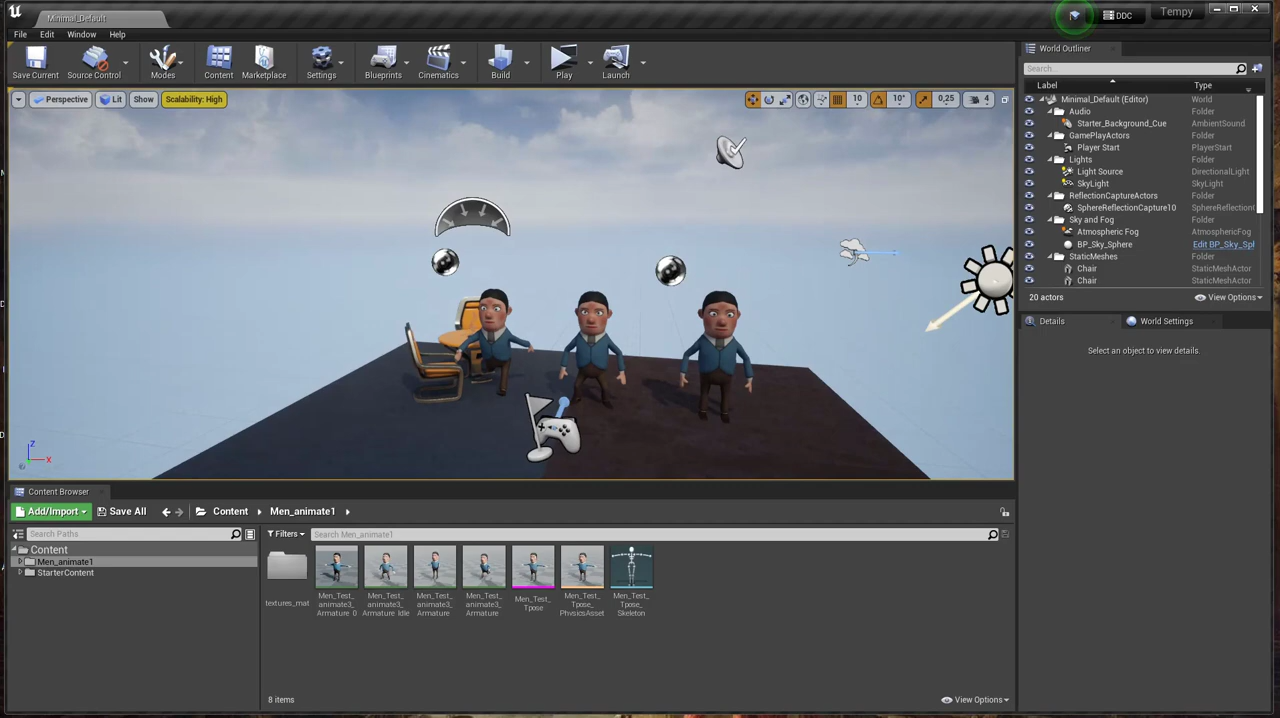 Minimal_Default
DDC
Tempy
File Edit Window Help
Save Current
Source Control
Modes
Content
Marketplace
Settings
Blueprints
Cinematics
Build
Play
Launch
Perspective
Lit
Show
Scalability: High
10
10°
0,25
4
Z
X
World Outliner
Search...
Label Type
Minimal_Default (Editor) World
Audio Folder
Starter_Background_Cue AmbientSound
GamePlayActors Folder
Player Start PlayerStart
Lights Folder
Light Source DirectionalLight
SkyLight SkyLight
ReflectionCaptureActors Folder
SphereReflectionCapture10 SphereReflection
Sky and Fog Folder
Atmospheric Fog AtmosphericFog
BP_Sky_Sphere Edit BP_Sky_Spl
StaticMeshes Folder
Chair StaticMeshActor
Chair StaticMeshActor
20 actors View Options
Details World Settings
Select an object to view details.
Content Browser
Add/Import
Save All
Content
Men_animate1
Search Paths
Content
Men_animate1
StarterContent
Filters
Search Men_animate1
textures_mat
Men_Test_
animate3_
Armature_0
Men_Test_
animate3_
Armature_Idle
Men_Test_
animate3_
Armature
Men_Test_
animate3_
Armature
Men_Test_
Tpose
Men_Test_
Tpose_
PhysicsAsset
Men_Test_
Tpose_
Skeleton
8 items
View Options